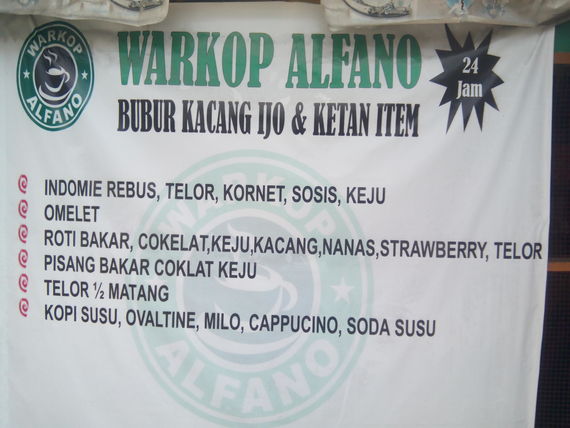 WARKOP ALFANO
WARKOP ALFANO
24 Jam
BUBUR KACANG IJO & KETAN ITEM
INDOMIE REBUS, TELOR, KORNET, SOSIS, KEJU
OMELET
ROTI BAKAR, COKELAT,KEJU,KACANG,NANAS,STRAWBERRY, TELOR
PISANG BAKAR COKLAT KEJU
TELOR ½ MATANG
KOPI SUSU, OVALTINE, MILO, CAPPUCINO, SODA SUSU
WARKOP ALFANO